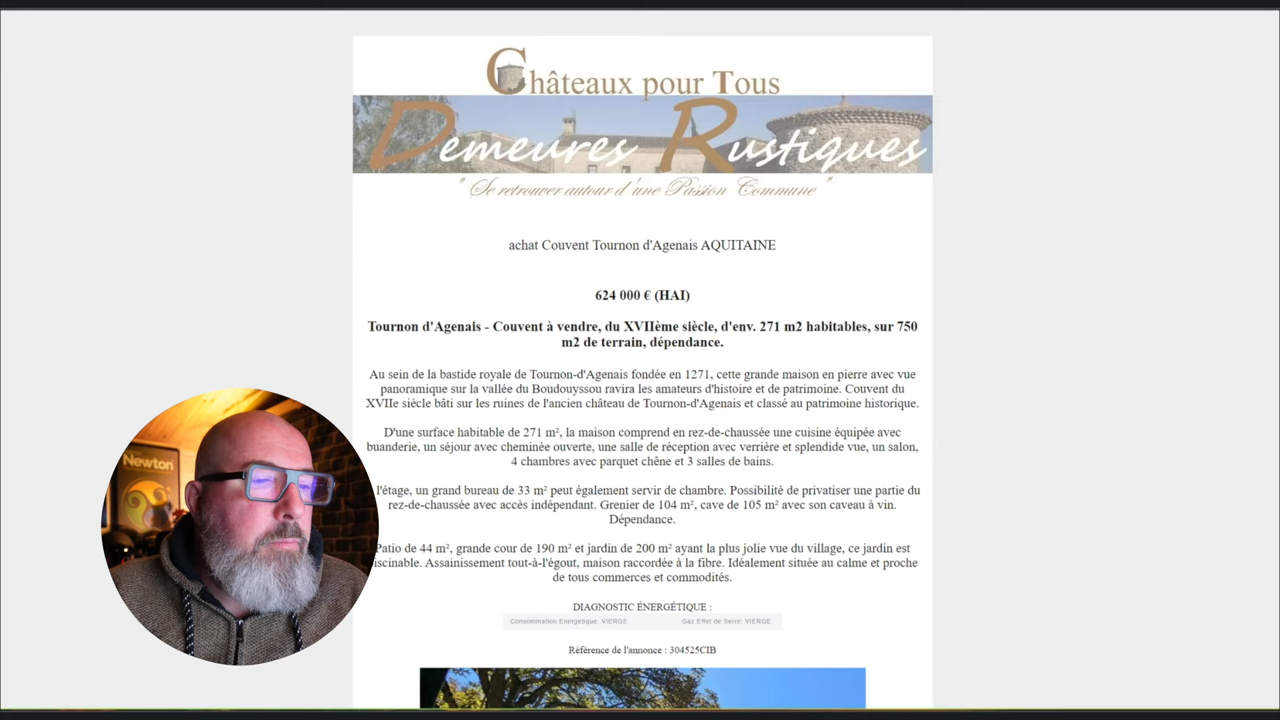 Châteaux pour Tous
Demeures Rustiques
" Se retrouver autour d'une Passion Commune "
achat Couvent Tournon d'Agenais AQUITAINE
624 000 € (HAI)
Tournon d'Agenais - Couvent à vendre, du XVIIème siècle, d'env. 271 m2 habitables, sur 750
m2 de terrain, dépendance.
Au sein de la bastide royale de Tournon-d'Agenais fondée en 1271, cette grande maison en pierre avec vue
panoramique sur la vallée du Boudouyssou ravira les amateurs d'histoire et de patrimoine. Couvent du
XVIIe siècle bâti sur les ruines de l'ancien château de Tournon-d'Agenais et classé au patrimoine historique.
D'une surface habitable de 271 m², la maison comprend en rez-de-chaussée une cuisine équipée avec
buanderie, un séjour avec cheminée ouverte, une salle de réception avec verrière et splendide vue, un salon,
4 chambres avec parquet chêne et 3 salles de bains.
l'étage, un grand bureau de 33 m² peut également servir de chambre. Possibilité de privatiser une partie du
rez-de-chaussée avec accès indépendant. Grenier de 104 m², cave de 105 m² avec son caveau à vin.
Dépendance.
Patio de 44 m², grande cour de 190 m² et jardin de 200 m² ayant la plus jolie vue du village, ce jardin est
iscinable. Assainissement tout-à-l'égout, maison raccordée à la fibre. Idéalement située au calme et proche
de tous commerces et commodités.
DIAGNOSTIC ÉNERGÉTIQUE :
Consommation Energetique: VIERGE Gaz Effet de Serre: VIERGE
Référence de l'annonce : 304525CIB
Newton